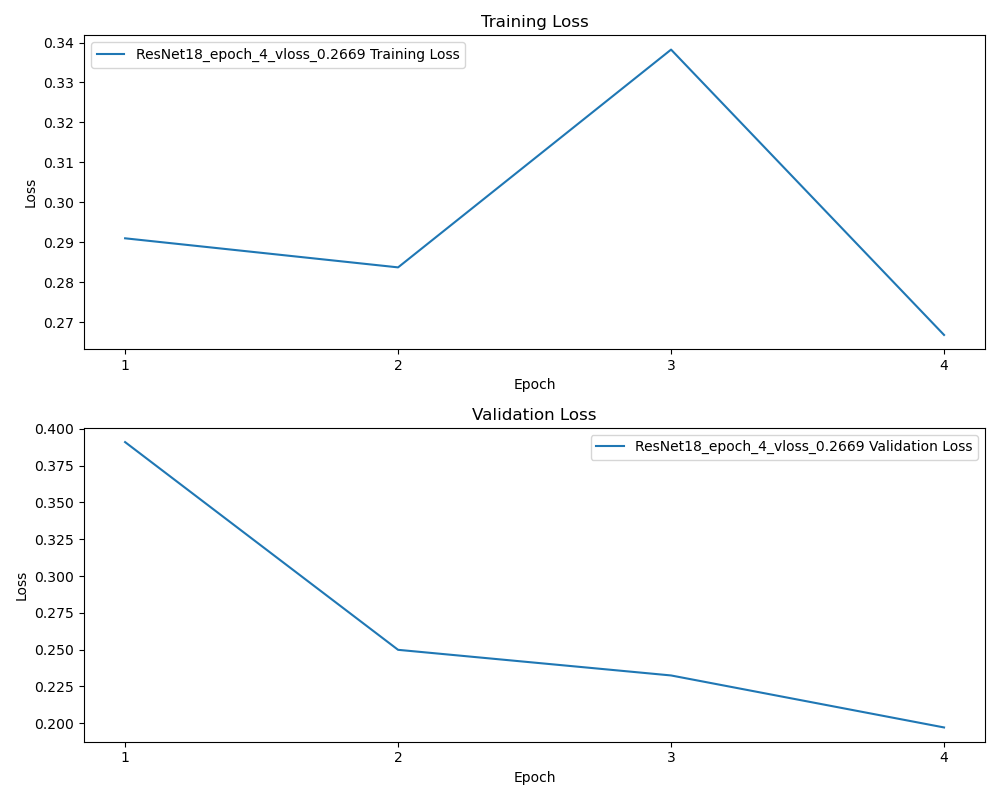 Training Loss
ResNet18_epoch_4_vloss_0.2669 Training Loss
0.34
0.33
0.32
0.31
0.30
0.29
0.28
0.27
Loss
1 2 3 4
Epoch
Validation Loss
ResNet18_epoch_4_vloss_0.2669 Validation Loss
0.400
0.375
0.350
0.325
0.300
0.275
0.250
0.225
0.200
Loss
1 2 3 4
Epoch